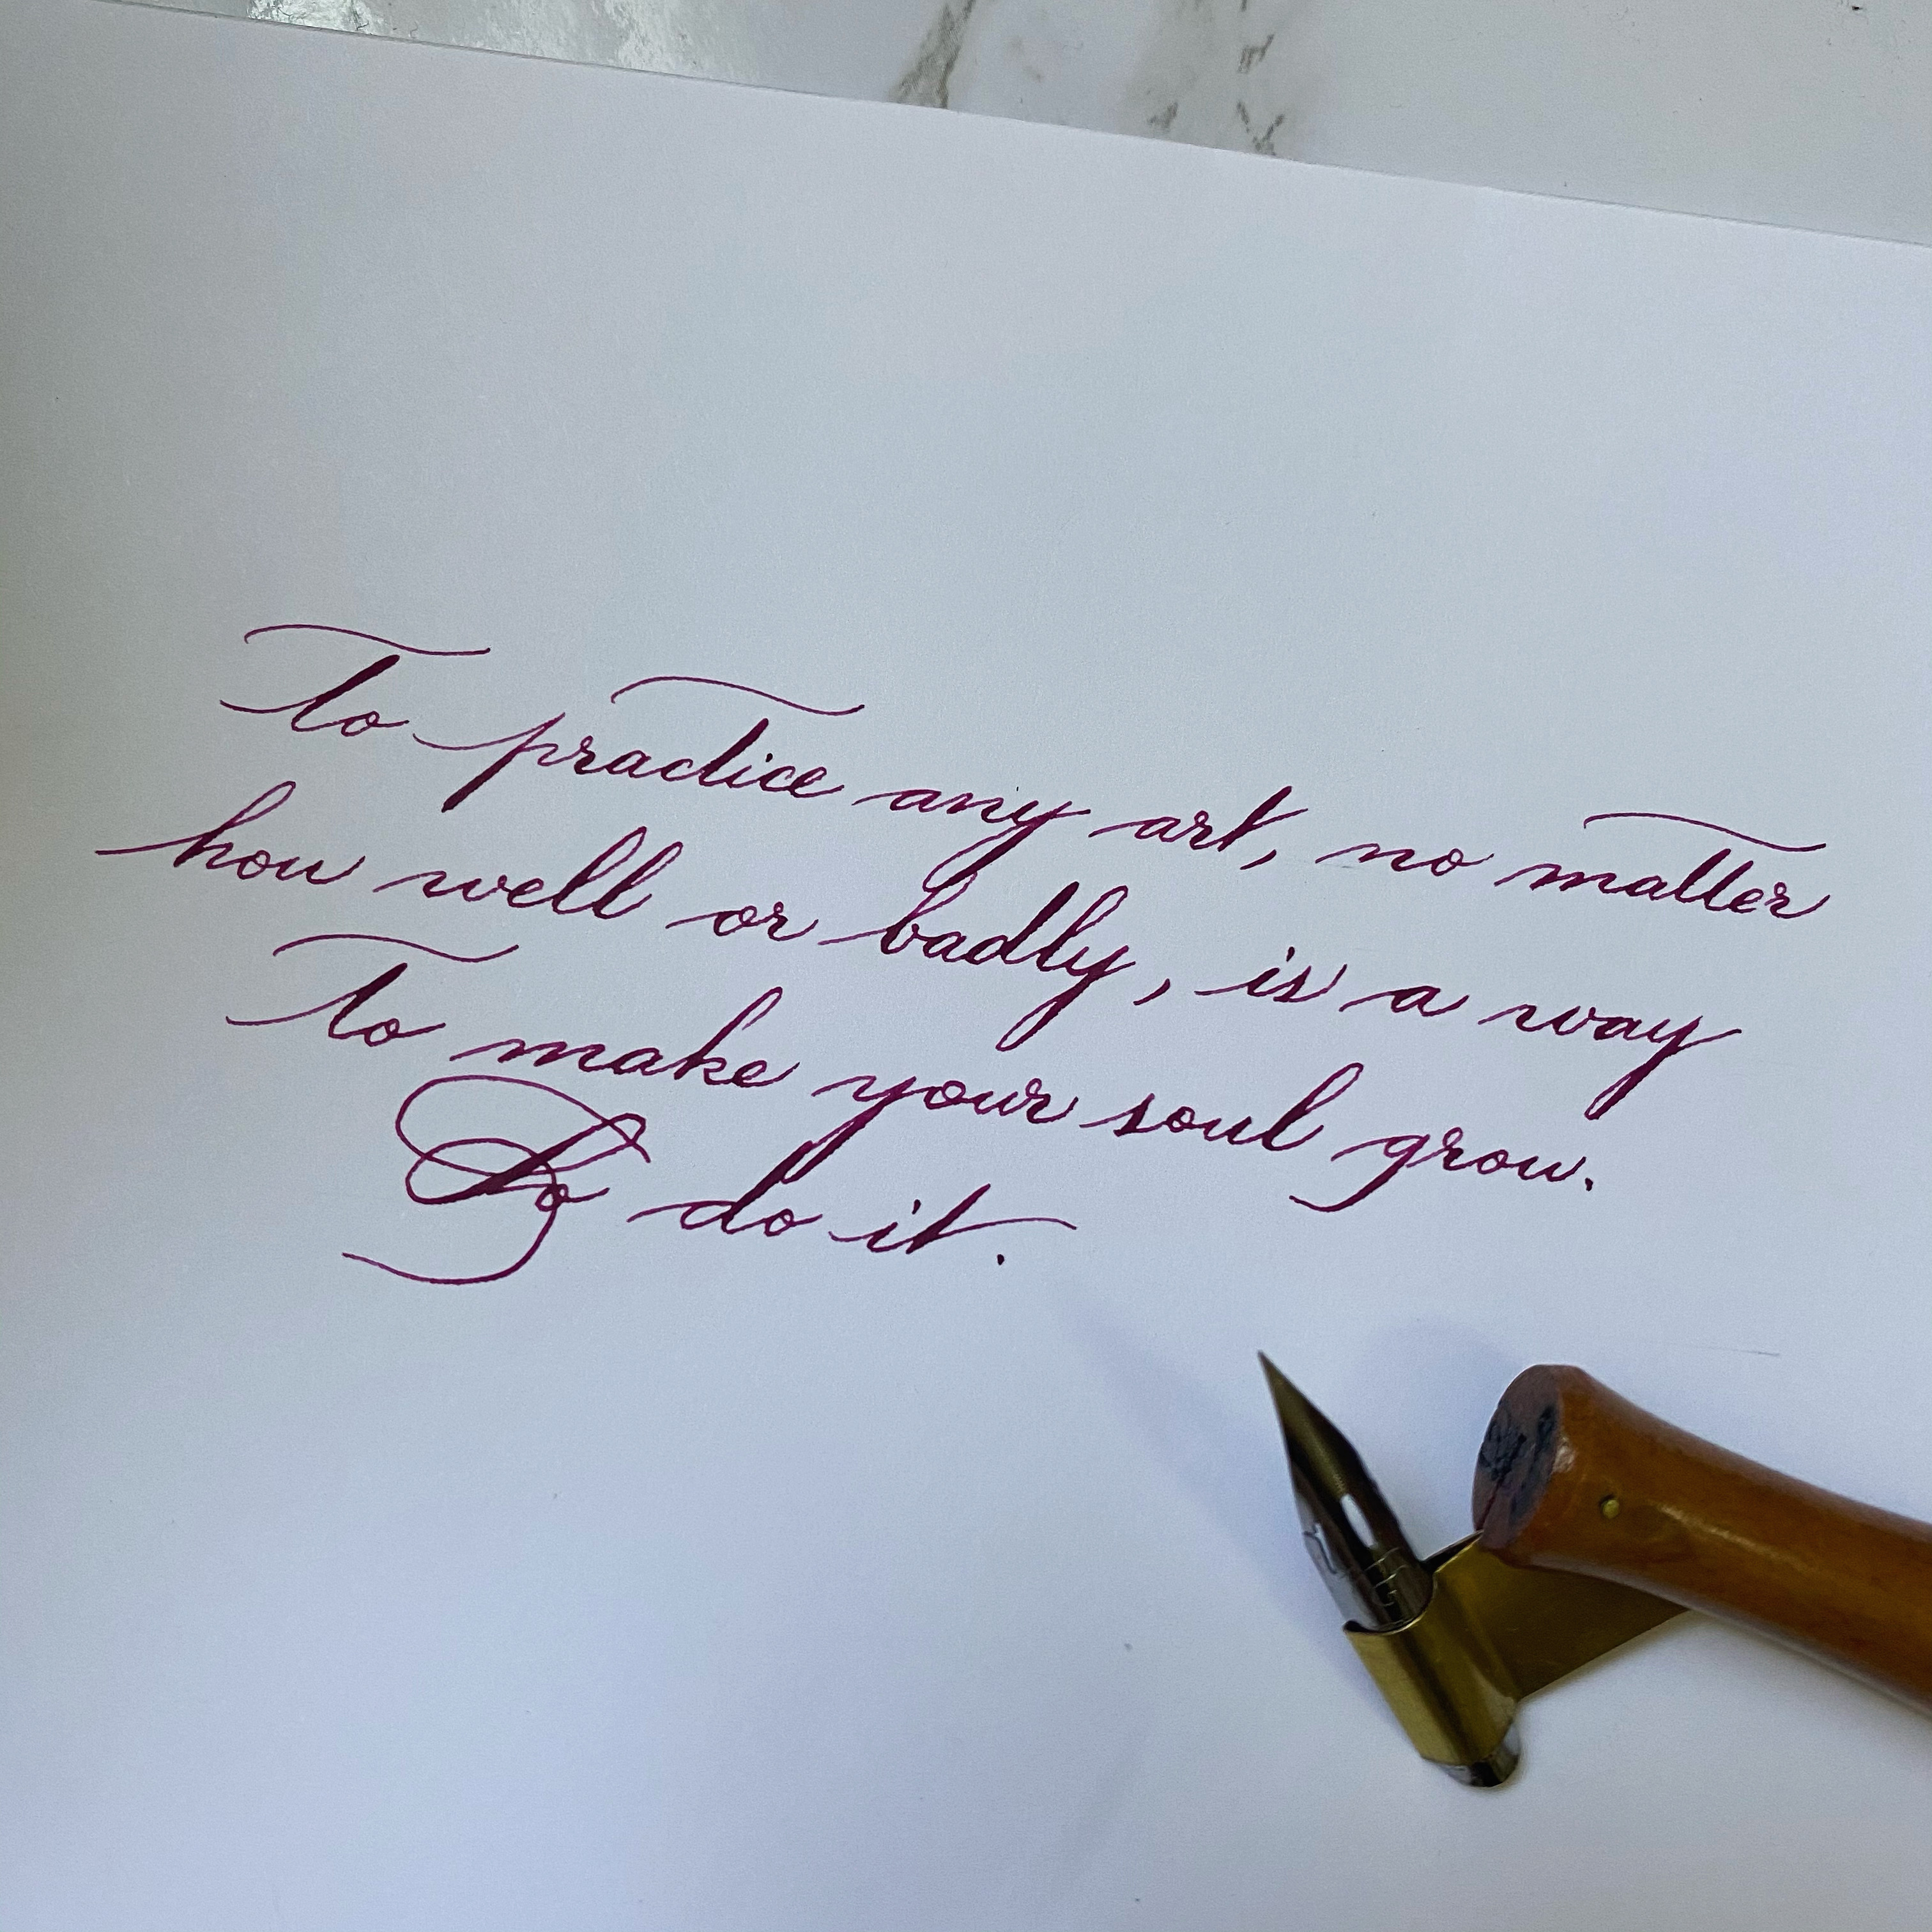 To practice any art, no matter
how well or badly, is a way
To make your soul grow.
So do it.